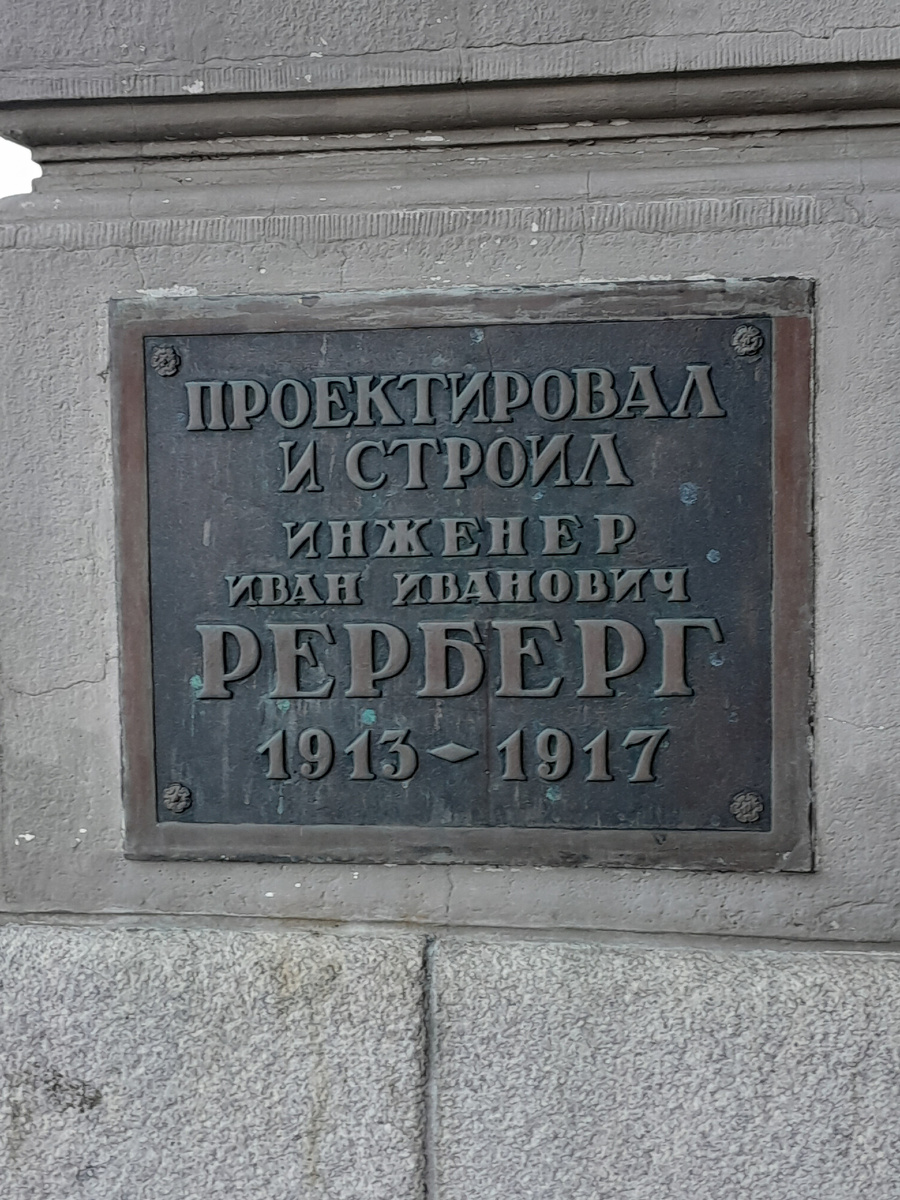 ПРОЕКТИРОВАЛ
И СТРОИЛ
ИНЖЕНЕР
ИВАН ИВАНОВИЧ
РЕРБЕРГ
1913 ⬥ 1917